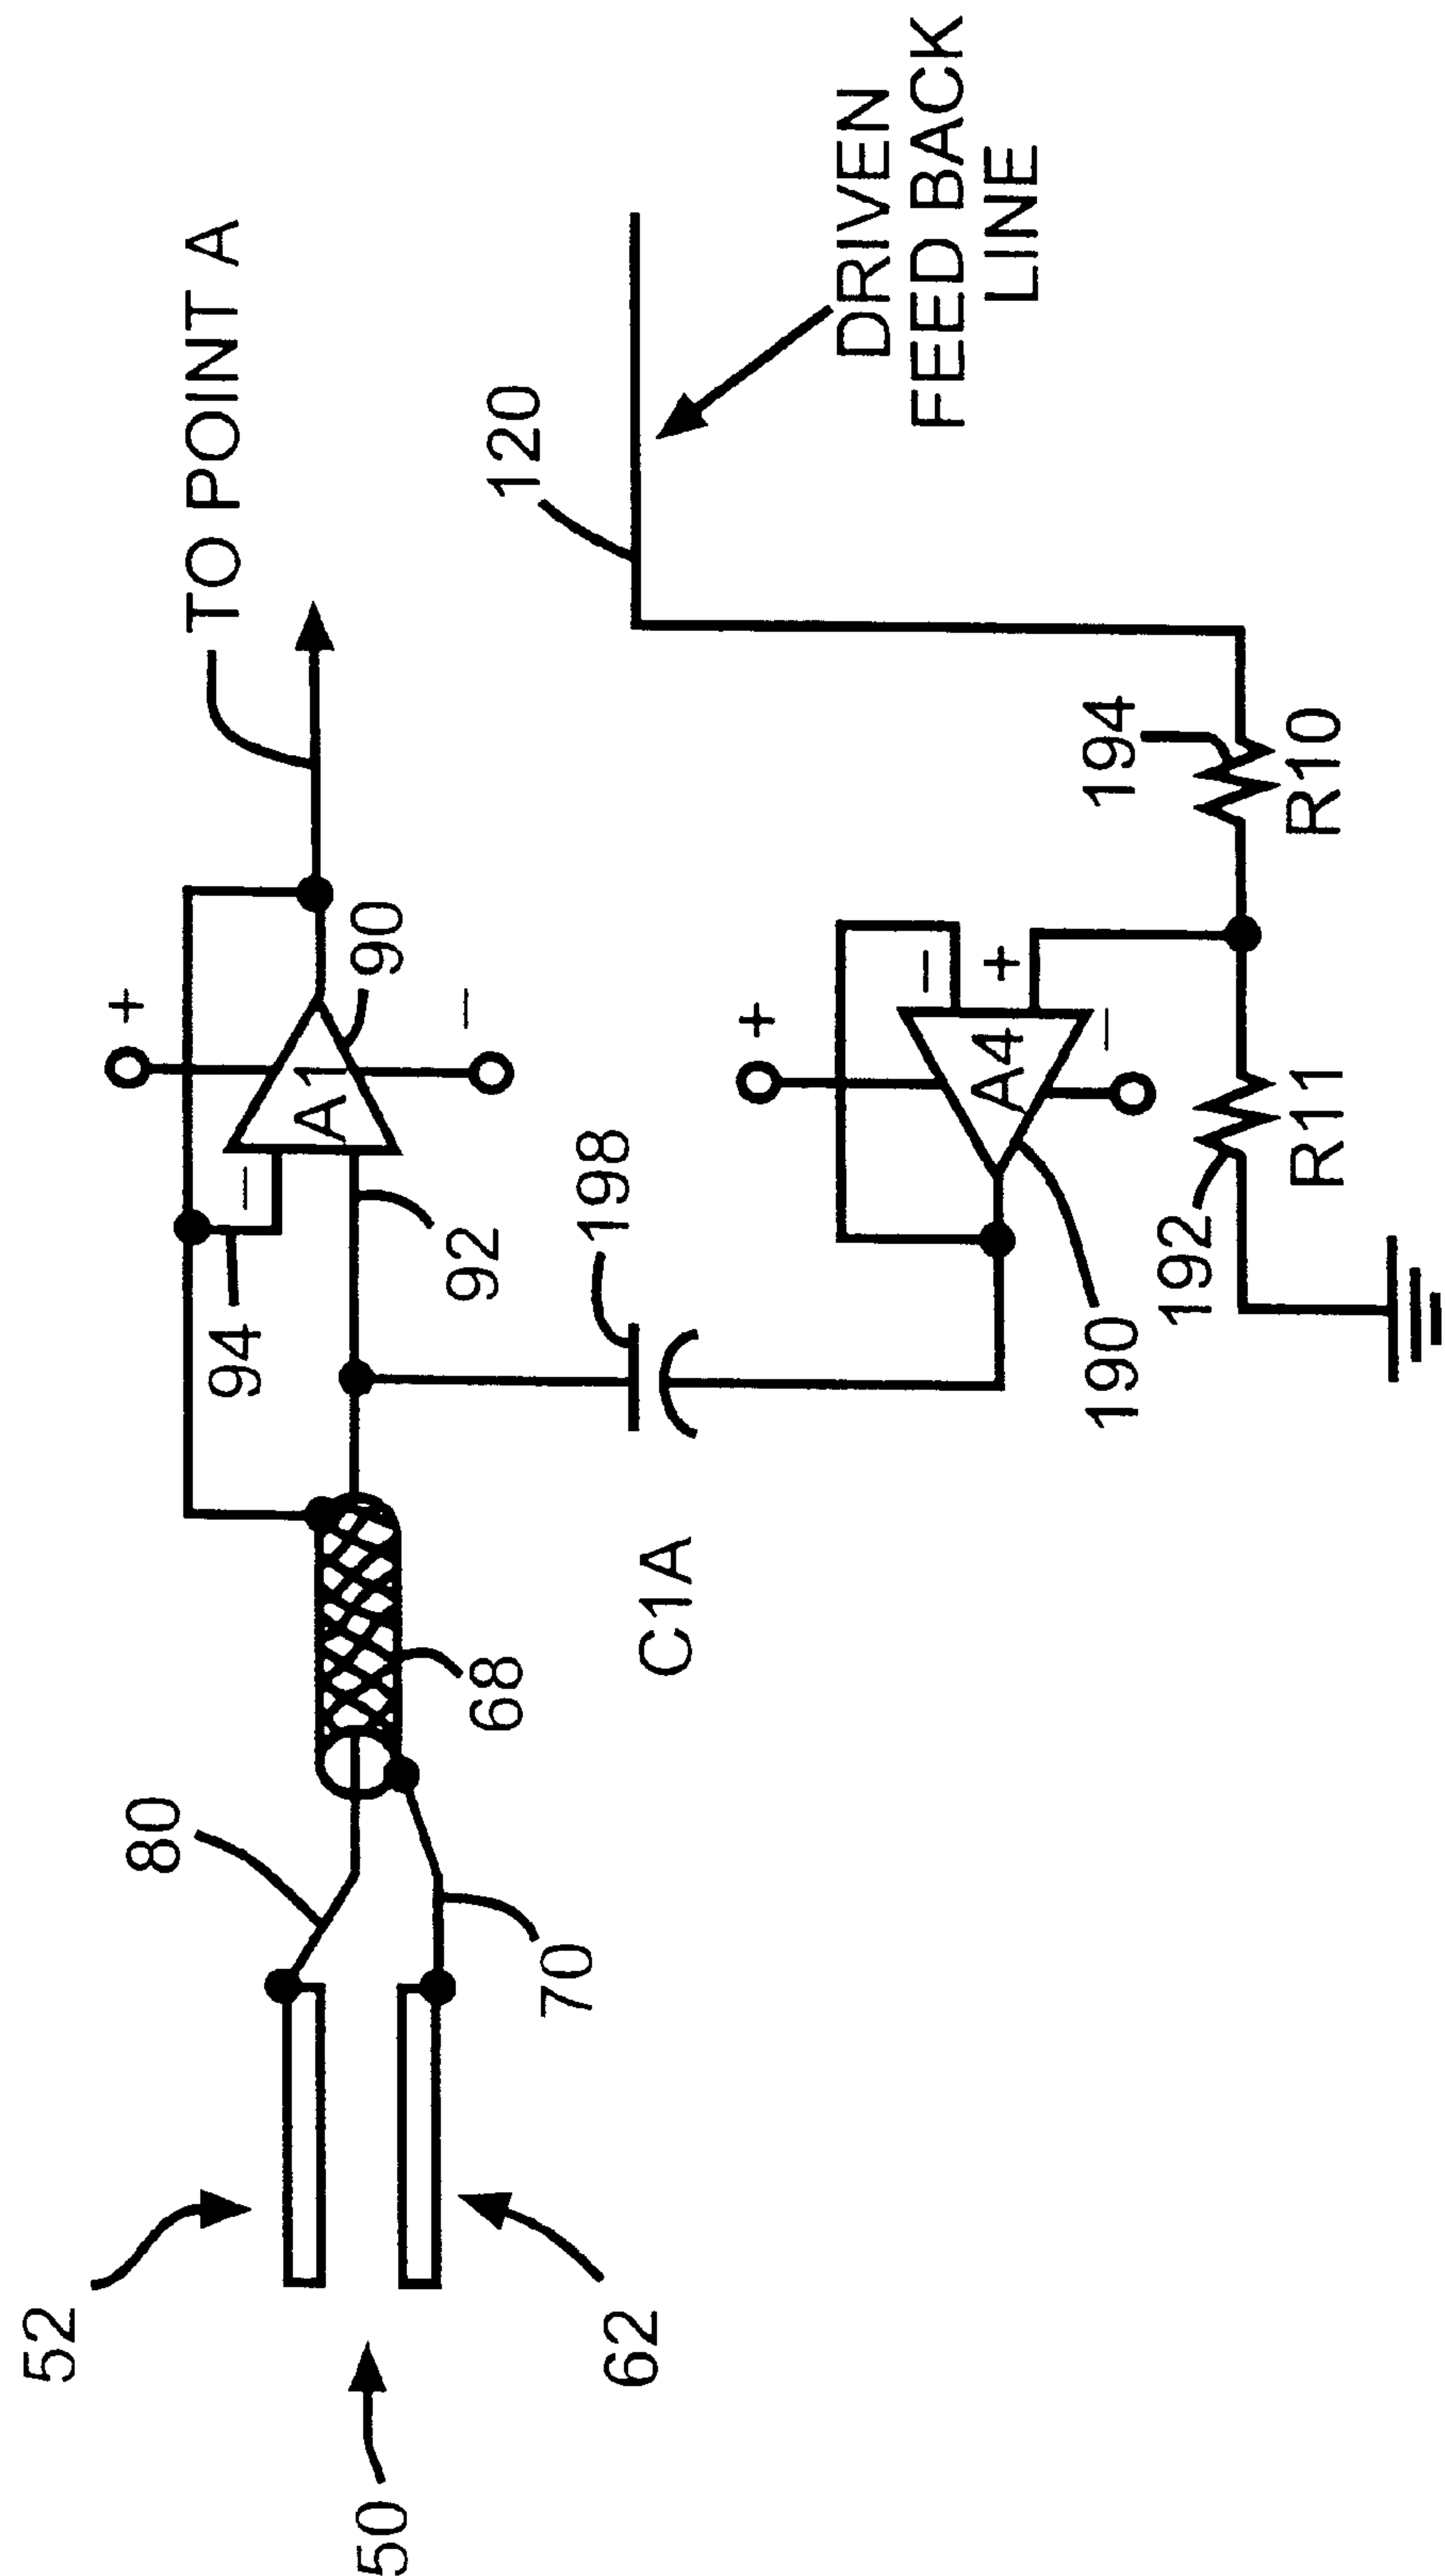 TO POINT A
+
90
A1
−
94
−
92
80
68
70
52
62
50
120
DRIVEN
FEED BACK
LINE
198
C1A
+
−
+
A4
−
190
194
R10
192
R11